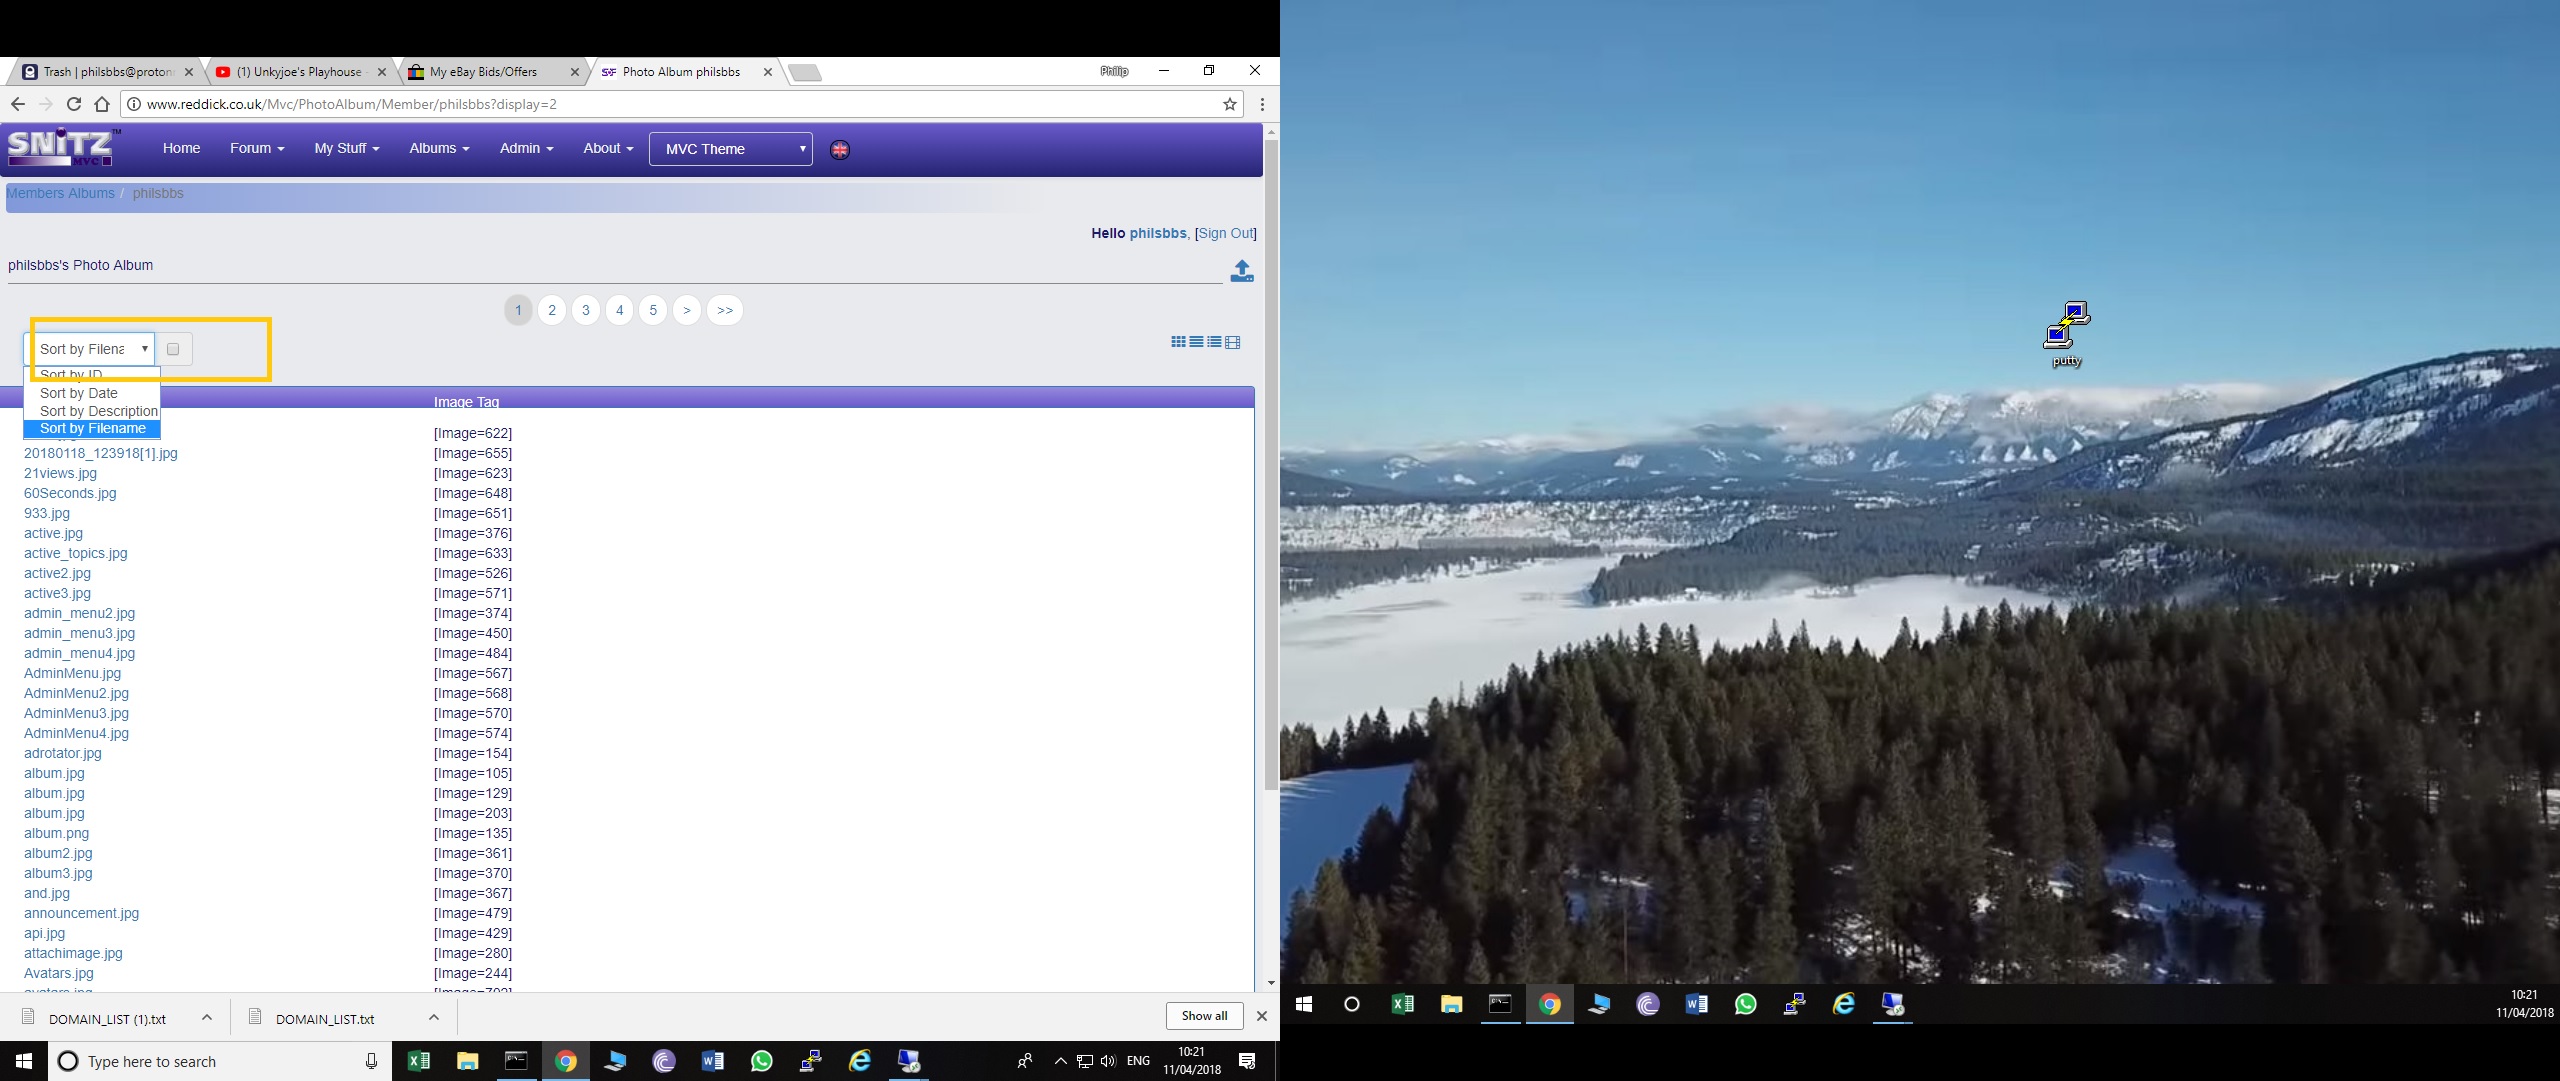 Trash | philsbbs@proton
(1) Unkyjoe's Playhouse -
My eBay Bids/Offers
SMF Photo Album philsbbs
Philip
www.reddick.co.uk/Mvc/PhotoAlbum/Member/philsbbs?display=2
SNiTZ™ MVC
Home Forum My Stuff Albums Admin About MVC Theme
Members Albums / philsbbs
Hello philsbbs, [Sign Out]
philsbbs's Photo Album
1 2 3 4 5 > >>
Sort by Filena
Sort by ID
Sort by Date
Sort by Description
Sort by Filename
Image Tag
[Image=622]
20180118_123918[1].jpg [Image=655]
21views.jpg [Image=623]
60Seconds.jpg [Image=648]
933.jpg [Image=651]
active.jpg [Image=376]
active_topics.jpg [Image=633]
active2.jpg [Image=526]
active3.jpg [Image=571]
admin_menu2.jpg [Image=374]
admin_menu3.jpg [Image=450]
admin_menu4.jpg [Image=484]
AdminMenu.jpg [Image=567]
AdminMenu2.jpg [Image=568]
AdminMenu3.jpg [Image=570]
AdminMenu4.jpg [Image=574]
adrotator.jpg [Image=154]
album.jpg [Image=105]
album.jpg [Image=129]
album.jpg [Image=203]
album.png [Image=135]
album2.jpg [Image=361]
album3.jpg [Image=370]
and.jpg [Image=367]
announcement.jpg [Image=479]
api.jpg [Image=429]
attachimage.jpg [Image=280]
Avatars.jpg [Image=244]
DOMAIN_LIST (1).txt
DOMAIN_LIST.txt
Show all
Type here to search
ENG
10:21
11/04/2018
putty
10:21
11/04/2018